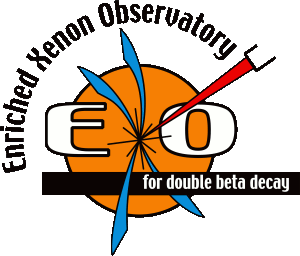 Enriched Xenon Observatory
EXO
for double beta decay